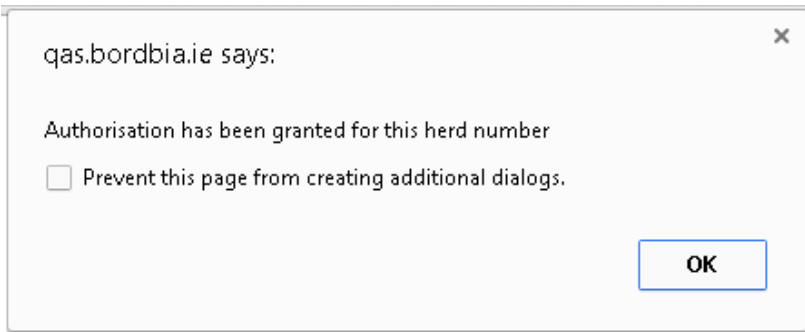 qas.bordbia.ie says:
Authorisation has been granted for this herd number
Prevent this page from creating additional dialogs.
OK